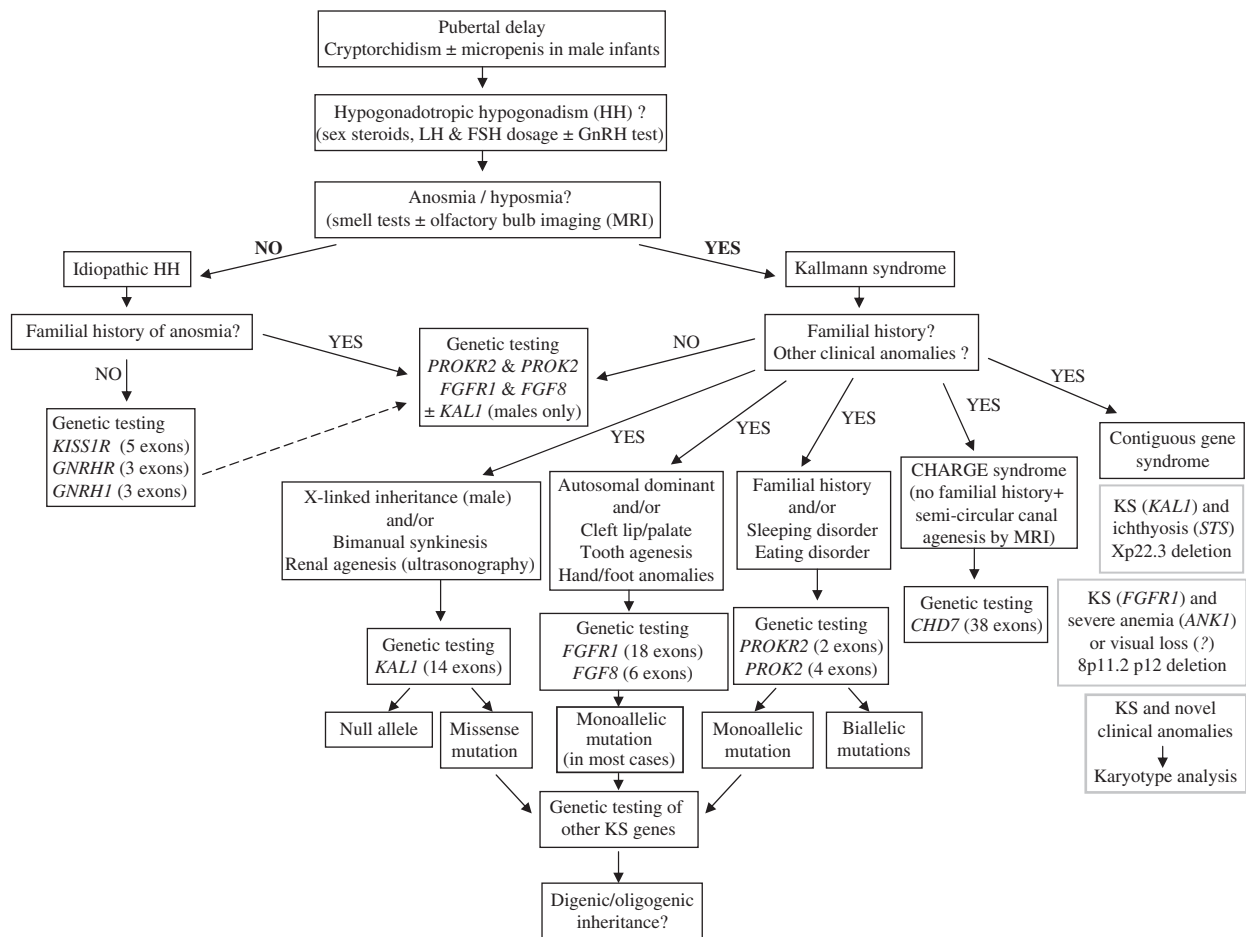 Pubertal delay
Cryptorchidism ± micropenis in male infants
Hypogonadotropic hypogonadism (HH) ?
(sex steroids, LH & FSH dosage ± GnRH test)
Anosmia / hyposmia?
(smell tests ± olfactory bulb imaging (MRI)
NO
YES
Idiopathic HH
Kallmann syndrome
Familial history of anosmia?
YES
NO
Genetic testing
PROKR2 & PROK2
FGFR1 & FGF8
± KAL1 (males only)
NO
Familial history?
Other clinical anomalies ?
Genetic testing
KISS1R (5 exons)
GNRHR (3 exons)
GNRH1 (3 exons)
YES
YES
YES
YES
YES
X-linked inheritance (male)
and/or
Bimanual synkinesis
Renal agenesis (ultrasonography)
Autosomal dominant
and/or
Cleft lip/palate
Tooth agenesis
Hand/foot anomalies
Familial history
and/or
Sleeping disorder
Eating disorder
CHARGE syndrome
(no familial history+
semi-circular canal
agenesis by MRI)
Contiguous gene
syndrome
KS (KAL1) and
ichthyosis (STS)
Xp22.3 deletion
KS (FGFR1) and
severe anemia (ANK1)
or visual loss (?)
8p11.2 p12 deletion
KS and novel
clinical anomalies
Karyotype analysis
Genetic testing
KAL1 (14 exons)
Genetic testing
FGFR1 (18 exons)
FGF8 (6 exons)
Genetic testing
PROKR2 (2 exons)
PROK2 (4 exons)
Genetic testing
CHD7 (38 exons)
Null allele
Missense
mutation
Monoallelic
mutation
(in most cases)
Monoallelic
mutation
Biallelic
mutations
Genetic testing of
other KS genes
Digenic/oligogenic
inheritance?